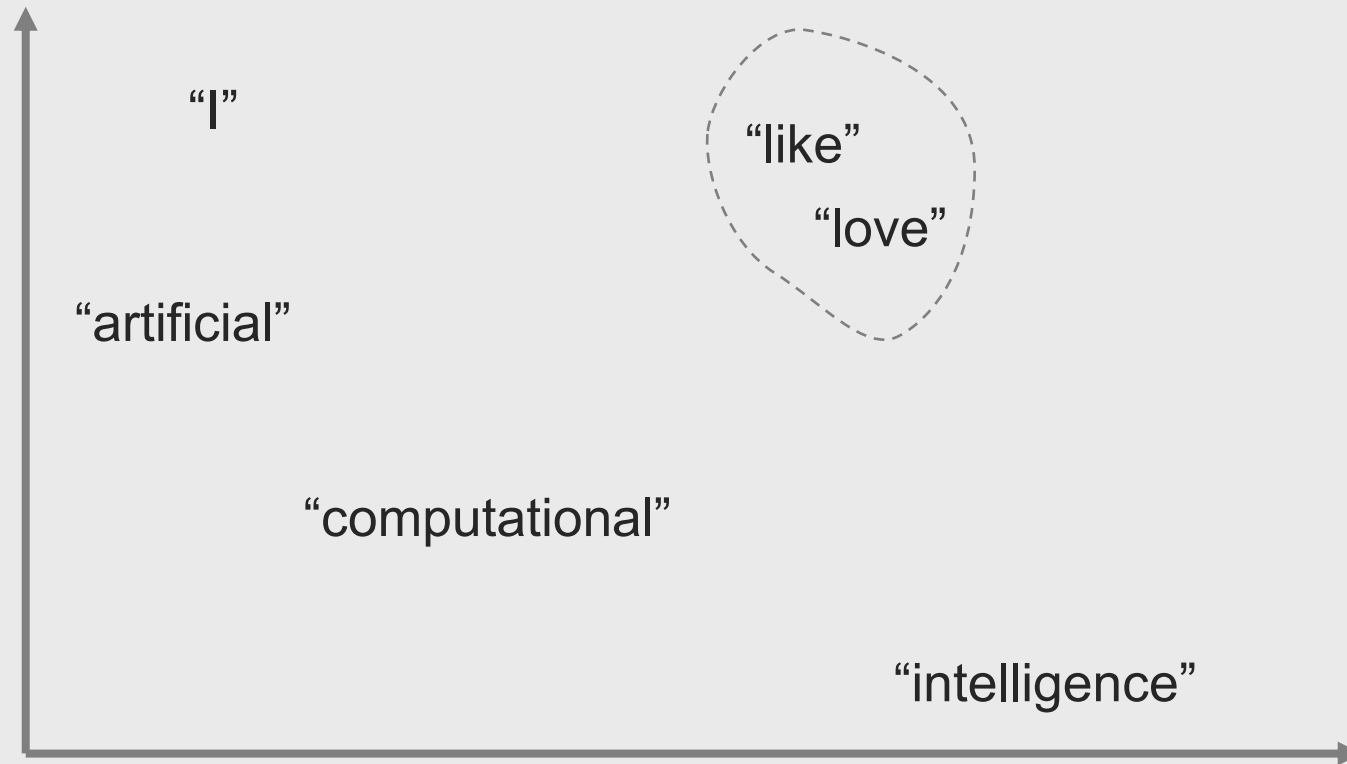 “I”
“like”
“love”
“artificial”
“computational”
“intelligence”